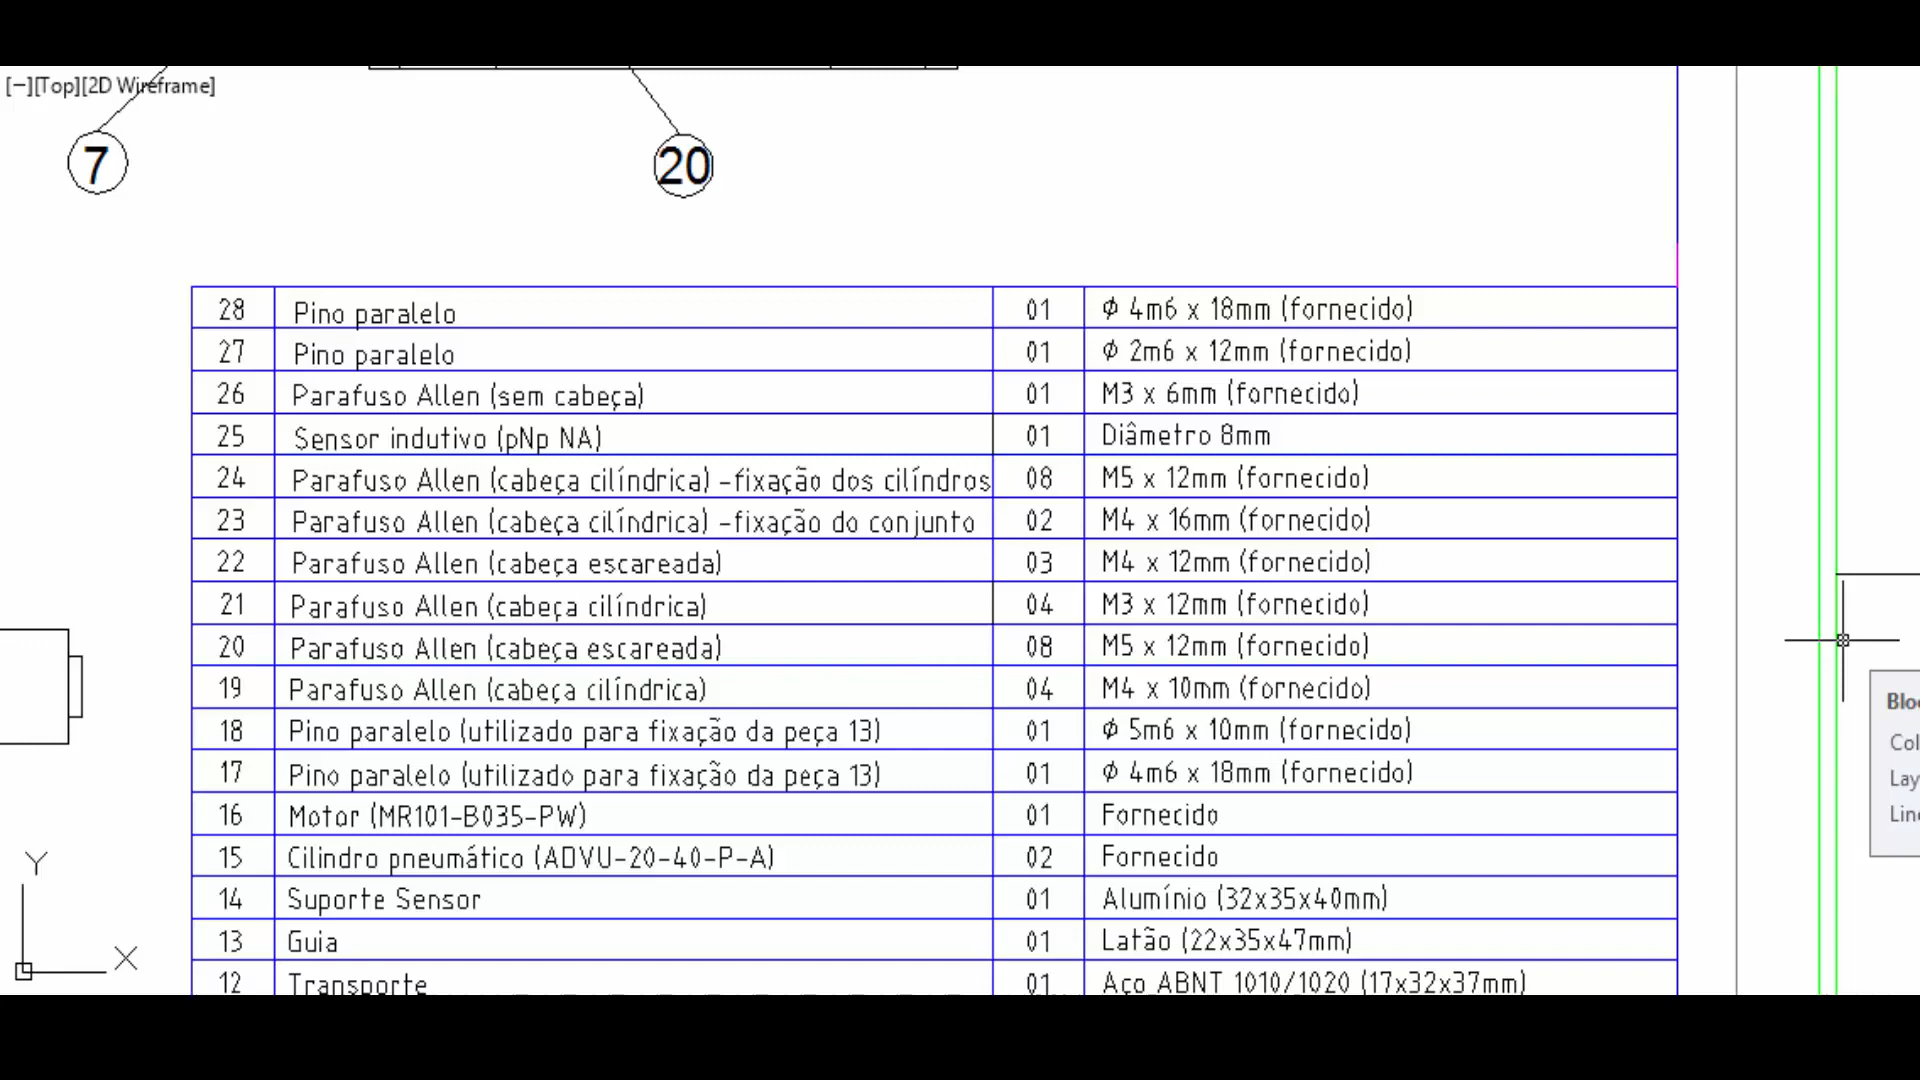 [−][Top][2D Wireframe]
7
20
28 Pino paralelo 01 ϕ 4m6 x 18mm (fornecido)
27 Pino paralelo 01 ϕ 2m6 x 12mm (fornecido)
26 Parafuso Allen (sem cabeça) 01 M3 x 6mm (fornecido)
25 Sensor indutivo (pNp NA) 01 Diâmetro 8mm
24 Parafuso Allen (cabeça cilíndrica) -fixação dos cilíndros 08 M5 x 12mm (fornecido)
23 Parafuso Allen (cabeça cilíndrica) -fixação do conjunto 02 M4 x 16mm (fornecido)
22 Parafuso Allen (cabeça escareada) 03 M4 x 12mm (fornecido)
21 Parafuso Allen (cabeça cilíndrica) 04 M3 x 12mm (fornecido)
20 Parafuso Allen (cabeça escareada) 08 M5 x 12mm (fornecido)
19 Parafuso Allen (cabeça cilíndrica) 04 M4 x 10mm (fornecido)
18 Pino paralelo (utilizado para fixação da peça 13) 01 ϕ 5m6 x 10mm (fornecido)
17 Pino paralelo (utilizado para fixação da peça 13) 01 ϕ 4m6 x 18mm (fornecido)
16 Motor (MR101-B035-PW) 01 Fornecido
15 Cilindro pneumático (ADVU-20-40-P-A) 02 Fornecido
14 Suporte Sensor 01 Alumínio (32x35x40mm)
13 Guia 01 Latão (22x35x47mm)
12 Transporte 01 Aço ABNT 1010/1020 (17x32x37mm)
Y
X
Blo
Col
Lay
Lin